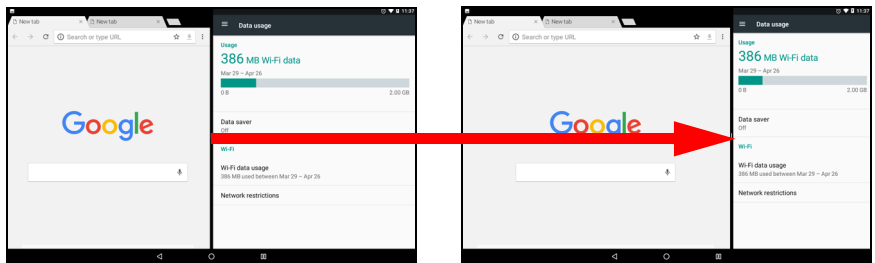 11:37
New tab
New tab
Data usage
Search or type URL
Usage
386 MB Wi-Fi data
Mar 29 – Apr 26
0 B
2.00 GB
Google
Data saver
Off
Wi-Fi
Wi-Fi data usage
386 MB used between Mar 29 – Apr 26
Network restrictions
11:37
New tab
New tab
Data usage
Search or type URL
Usage
386 MB Wi-Fi data
Mar 29 – Apr 26
0 B
2.00 GB
Google
Data saver
Off
Wi-Fi
Wi-Fi data usage
386 MB used between Mar 29 – Apr 26
Network restrictions